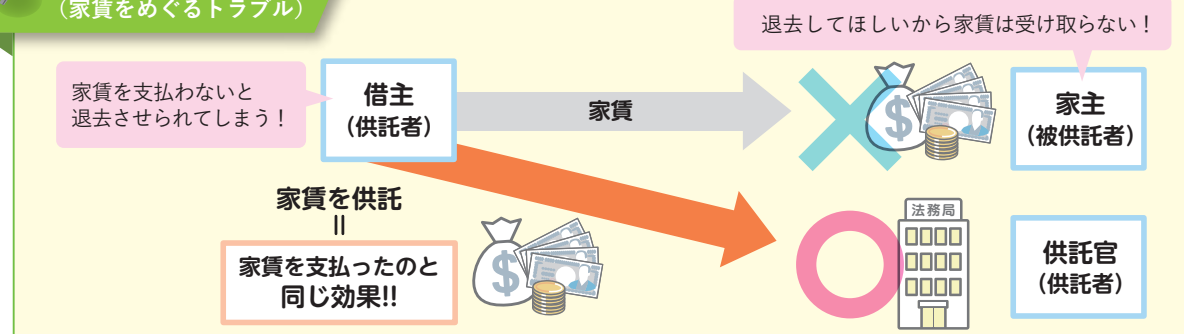 （家賃をめぐるトラブル）
退去してほしいから家賃は受け取らない！
家賃を支払わないと
退去させられてしまう！
借主
（供託者）
家賃
$
家主
（被供託者）
家賃を供託
＝
家賃を支払ったのと
同じ効果!!
$
法務局
供託官
（供託者）